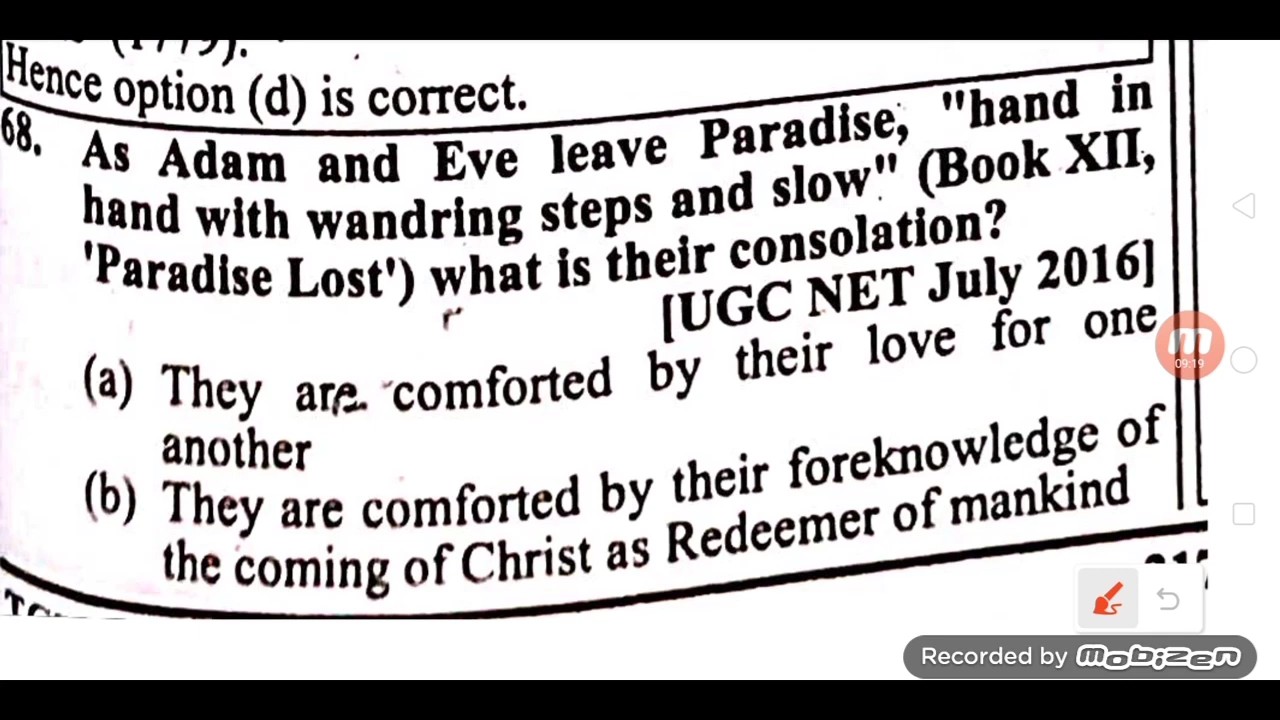 Hence option (d) is correct.
68. As Adam and Eve leave Paradise, "hand in
hand with wandring steps and slow" (Book XII,
'Paradise Lost') what is their consolation?
[UGC NET July 2016]
(a) They are comforted by their love for one
another
(b) They are comforted by their foreknowledge of
the coming of Christ as Redeemer of mankind
09:19
Recorded by mobizen